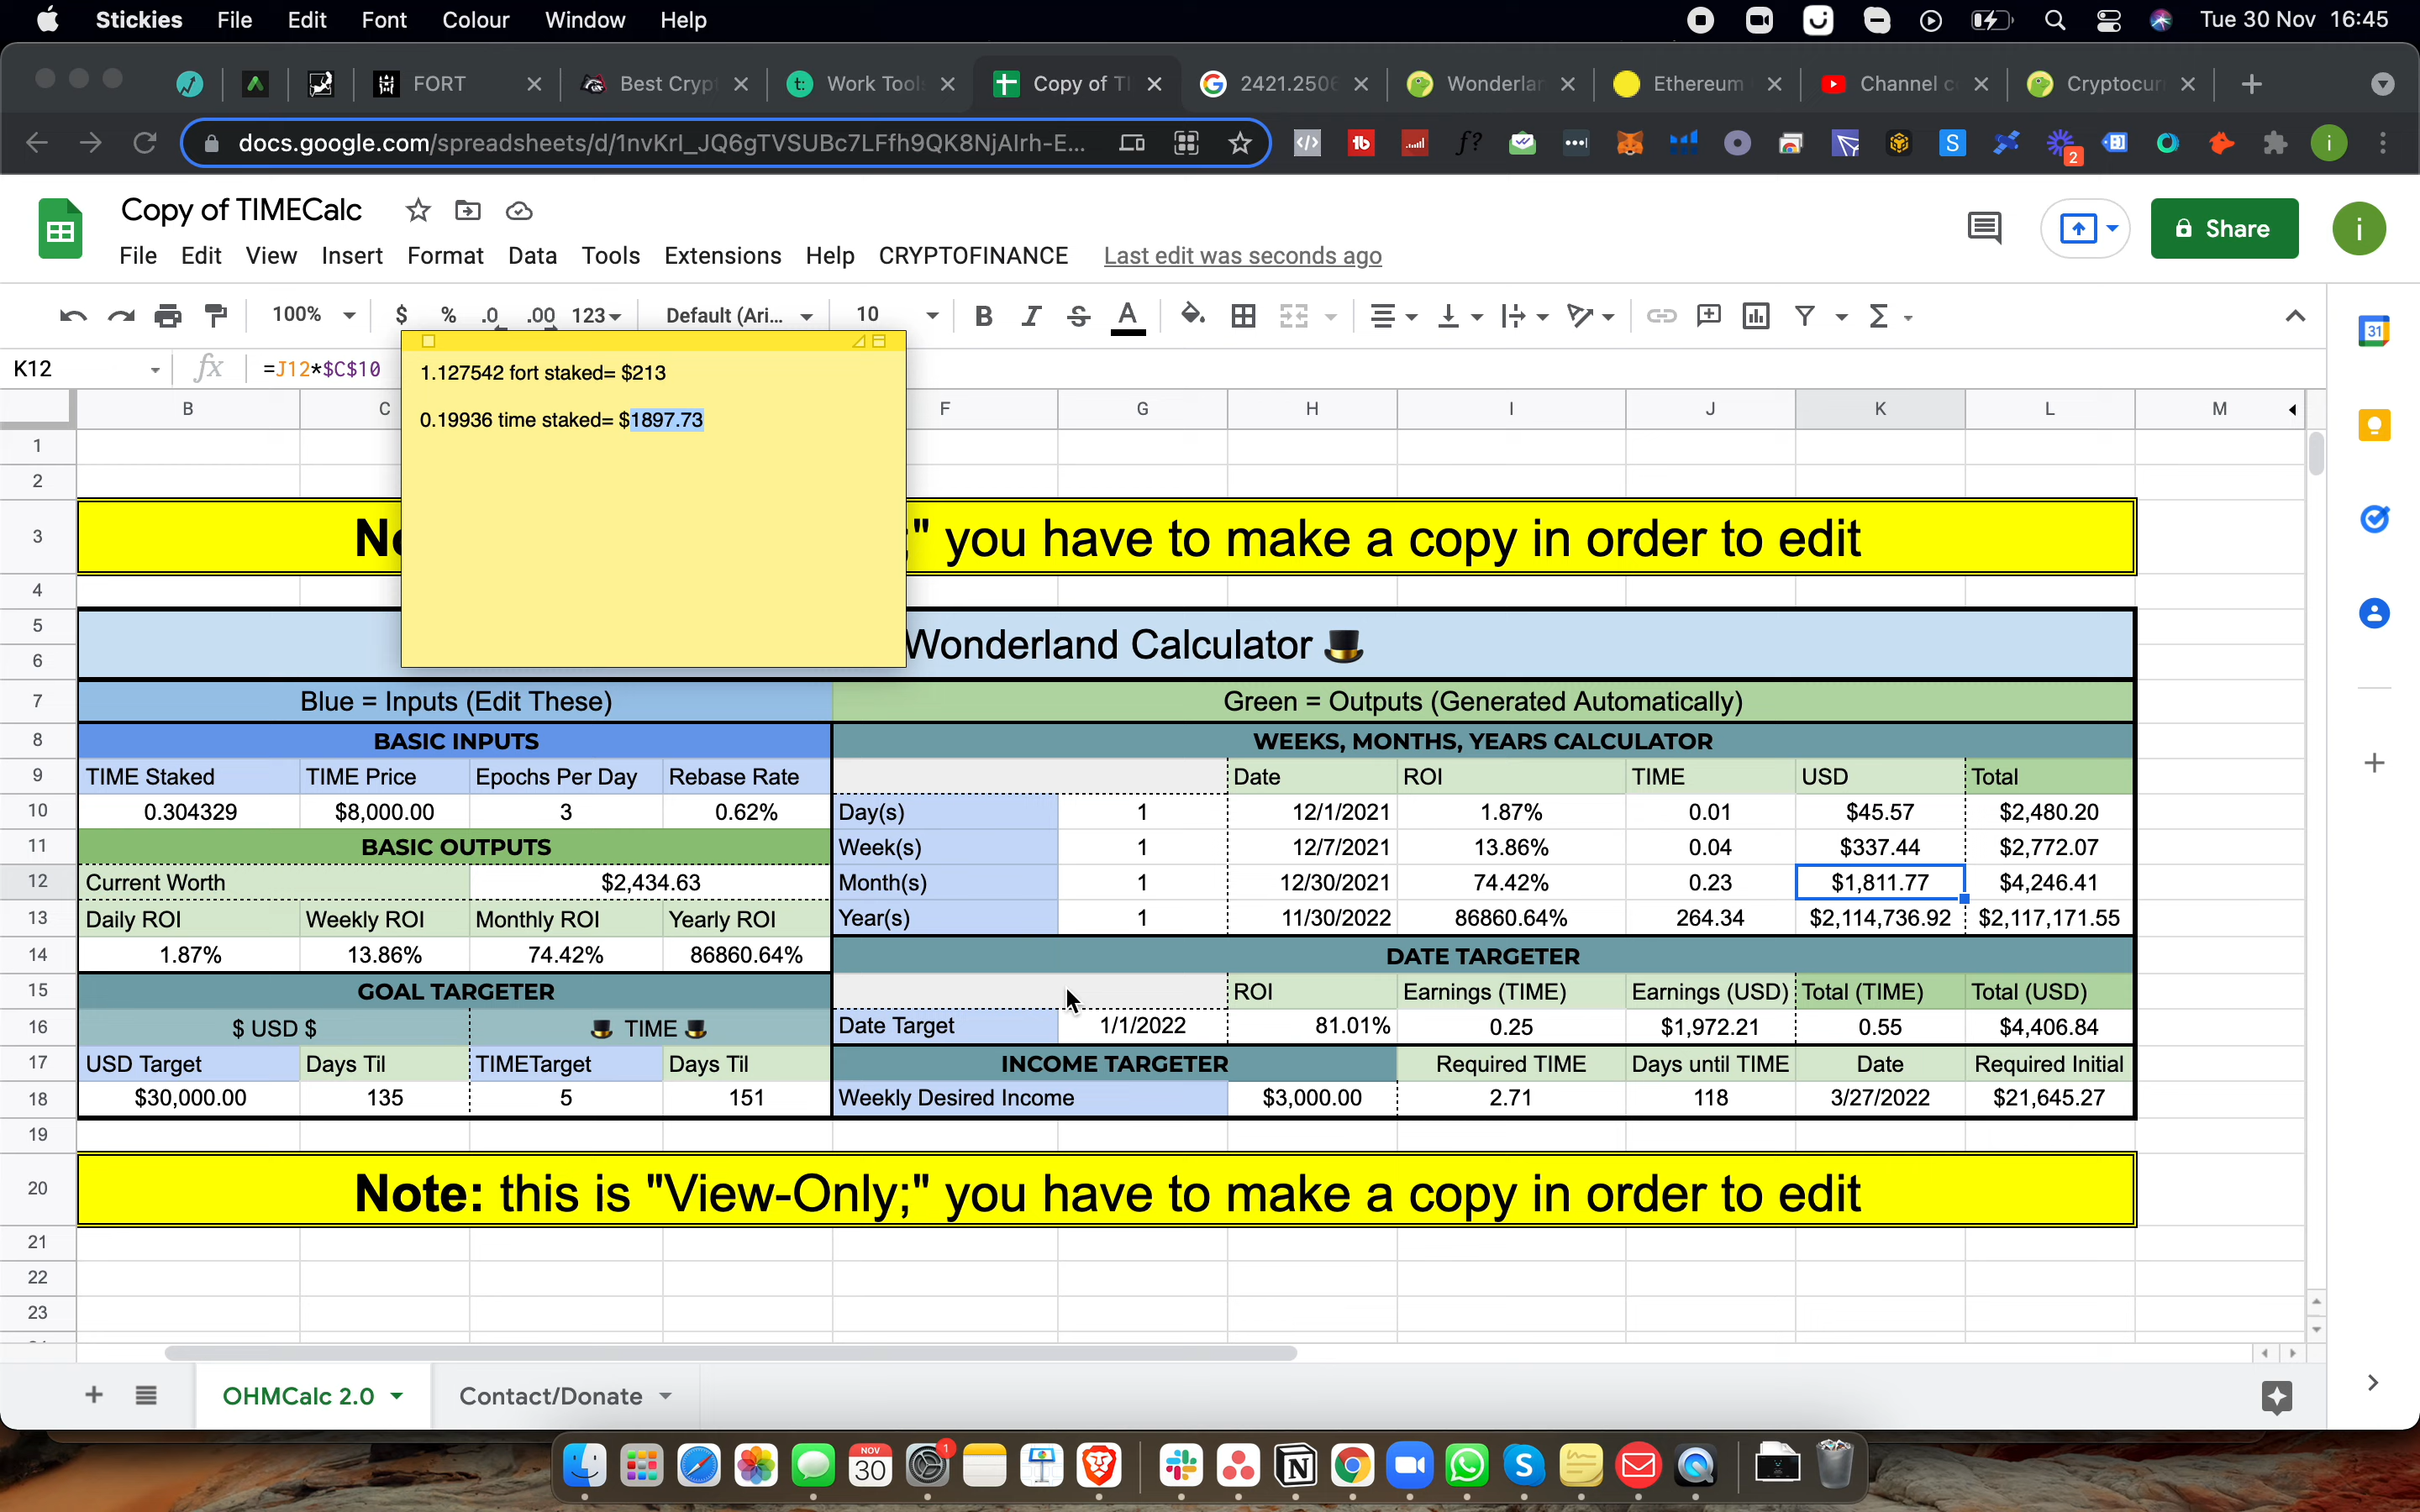 Stickies File Edit Font Colour Window Help Tue 30 Nov 16:45
FORT Best Crypt Work Tool Copy of TI 2421.2506 Wonderlar Ethereum Channel c Cryptocur
docs.google.com/spreadsheets/d/1nvKrI_JQ6gTVSUBc7LFfh9QK8NjAIrh-E...
2
Copy of TIMECalc
File Edit View Insert Format Data Tools Extensions Help CRYPTOFINANCE Last edit was seconds ago
Share
i
100% $ % .0 .00 123 Default (Ari... 10 B I S A
31
K12 fx =J12*$C$10
1.127542 fort staked= $213
0.19936 time staked= $1897.73
B C F G H I J K L M
1
2
3 No ;" you have to make a copy in order to edit
4
5
6 Wonderland Calculator
7 Blue = Inputs (Edit These) Green = Outputs (Generated Automatically)
8 BASIC INPUTS WEEKS, MONTHS, YEARS CALCULATOR
9 TIME Staked TIME Price Epochs Per Day Rebase Rate Date ROI TIME USD Total
10 0.304329 $8,000.00 3 0.62% Day(s) 1 12/1/2021 1.87% 0.01 $45.57 $2,480.20
11 BASIC OUTPUTS Week(s) 1 12/7/2021 13.86% 0.04 $337.44 $2,772.07
12 Current Worth $2,434.63 Month(s) 1 12/30/2021 74.42% 0.23 $1,811.77 $4,246.41
13 Daily ROI Weekly ROI Monthly ROI Yearly ROI Year(s) 1 11/30/2022 86860.64% 264.34 $2,114,736.92 $2,117,171.55
14 1.87% 13.86% 74.42% 86860.64% DATE TARGETER
15 GOAL TARGETER ROI Earnings (TIME) Earnings (USD) Total (TIME) Total (USD)
16 $ USD $ TIME Date Target 1/1/2022 81.01% 0.25 $1,972.21 0.55 $4,406.84
17 USD Target Days Til TIMETarget Days Til INCOME TARGETER Required TIME Days until TIME Date Required Initial
18 $30,000.00 135 5 151 Weekly Desired Income $3,000.00 2.71 118 3/27/2022 $21,645.27
19
20 Note: this is "View-Only;" you have to make a copy in order to edit
21
22
23
OHMCalc 2.0 Contact/Donate
NOV
30
1